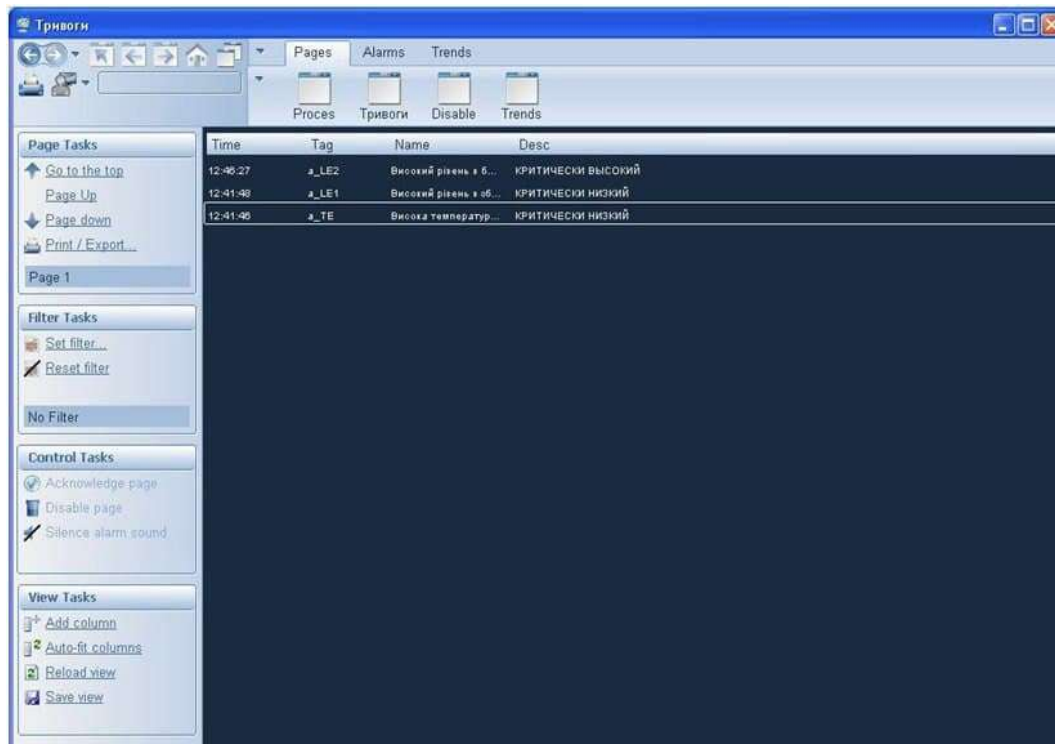 Тривоги
Pages Alarms Trends
Proces Тривоги Disable Trends
Page Tasks
Go to the top
Page Up
Page down
Print / Export...
Page 1
Filter Tasks
Set filter...
Reset filter
No Filter
Control Tasks
Acknowledge page
Disable page
Silence alarm sound
View Tasks
Add column
Auto-fit columns
Reload view
Save view
Time Tag Name Desc
12:46:27 a_LE2 Високий рівень в б... КРИТИЧЕСКИ ВЫСОКИЙ
12:41:48 a_LE1 Високий рівень в об... КРИТИЧЕСКИ НИЗКИЙ
12:41:46 a_TE Висока температур... КРИТИЧЕСКИ НИЗКИЙ